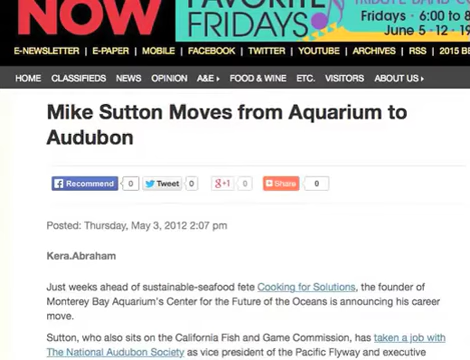 NOW
FAVORITE
FRIDAYS!
TRIBUTE BAND CO
Fridays · 6:00 to 8
June 5 · 12 · 19
E-NEWSLETTER | E-PAPER | MOBILE | FACEBOOK | TWITTER | YOUTUBE | ARCHIVES | RSS | 2015 BE
HOME CLASSIFIEDS NEWS OPINION A&E FOOD & WINE ETC. VISITORS ABOUT US
Mike Sutton Moves from Aquarium to
Audubon
Recommend 0 Tweet 0 g+1 0 Share 0
Posted: Thursday, May 3, 2012 2:07 pm
Kera.Abraham
Just weeks ahead of sustainable-seafood fete Cooking for Solutions, the founder of
Monterey Bay Aquarium's Center for the Future of the Oceans is announcing his career
move.
Sutton, who also sits on the California Fish and Game Commission, has taken a job with
The National Audubon Society as vice president of the Pacific Flyway and executive